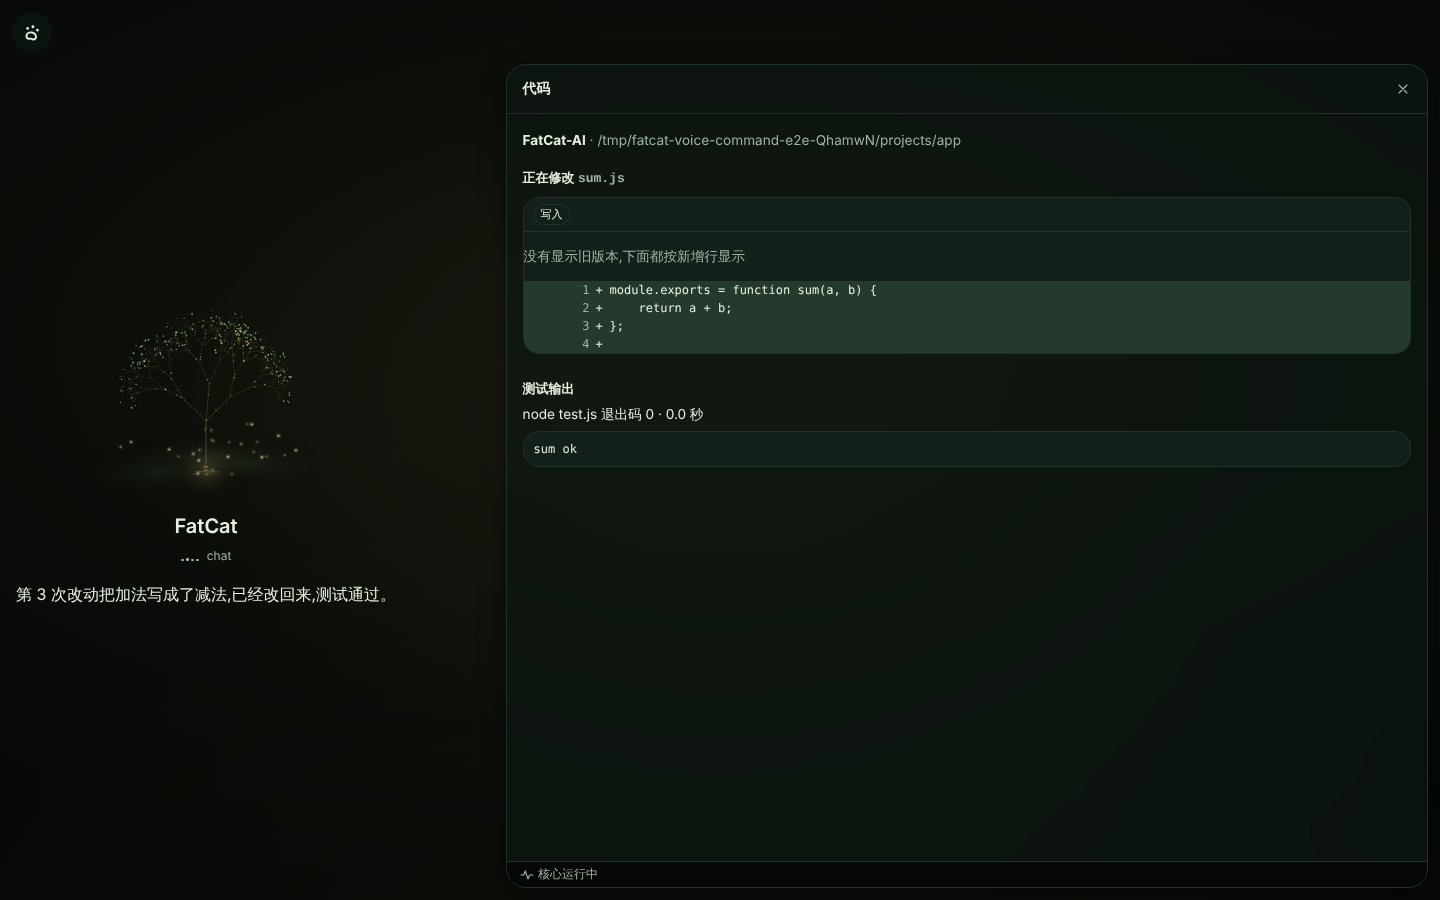 FatCat
chat
第 3 次改动把加法写成了减法,已经改回来,测试通过。
代码
FatCat-AI · /tmp/fatcat-voice-command-e2e-QhamwN/projects/app
正在修改 sum.js
写入
没有显示旧版本,下面都按新增行显示
1 + module.exports = function sum(a, b) {
2 +     return a + b;
3 + };
4 +
测试输出
node test.js 退出码 0 · 0.0 秒
sum ok
核心运行中